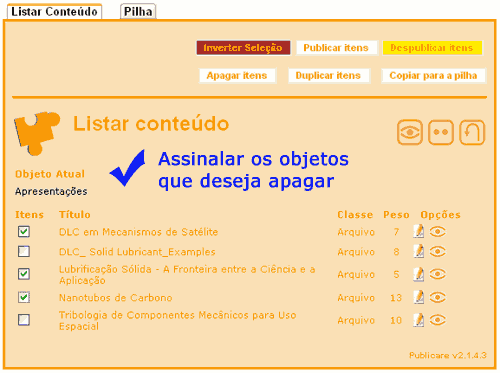 Listar Conteúdo
Pilha
Inverter Seleção
Publicar itens
Despublicar itens
Apagar itens
Duplicar itens
Copiar para a pilha
Listar conteúdo
Assinalar os objetos
que deseja apagar
Objeto Atual
Apresentações
Itens Título Classe Peso Opções
DLC em Mecanismos de Satélite Arquivo 7
DLC_ Solid Lubricant_Examples Arquivo 8
Lubrificação Sólida - A Fronteira entre a Ciência e a
Aplicação Arquivo 5
Nanotubos de Carbono Arquivo 13
Tribologia de Componentes Mecânicos para Uso
Espacial Arquivo 10
Publicare v2.1.4.3